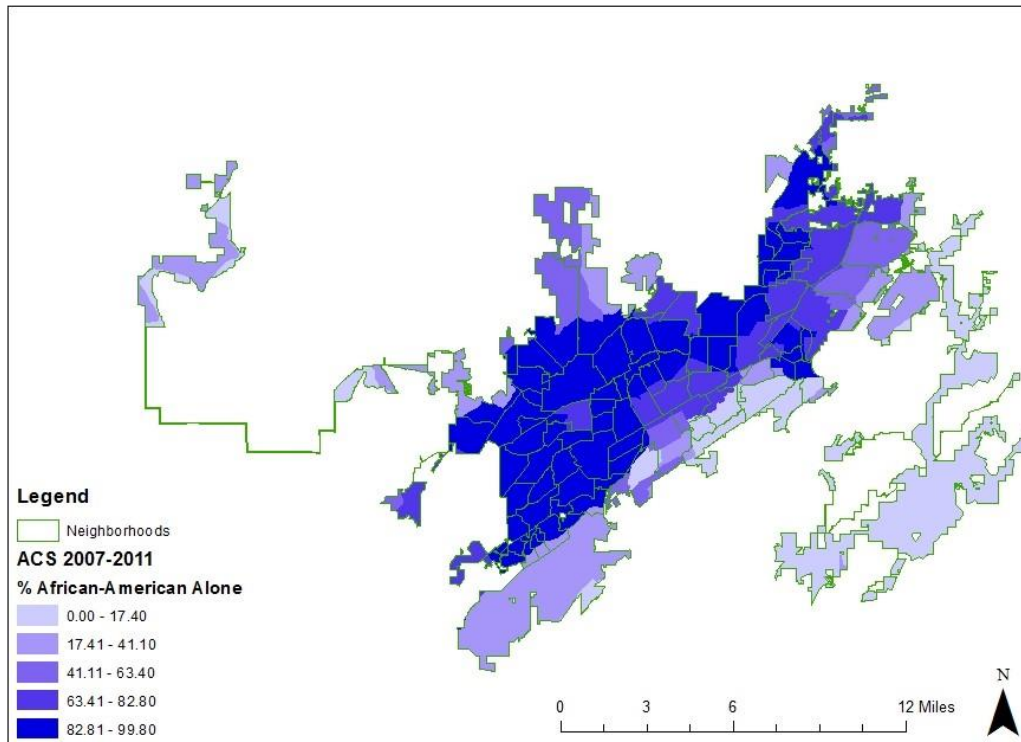 Legend
Neighborhoods
ACS 2007-2011
% African-American Alone
0.00 - 17.40
17.41 - 41.10
41.11 - 63.40
63.41 - 82.80
82.81 - 99.80
0 3 6 12 Miles
N